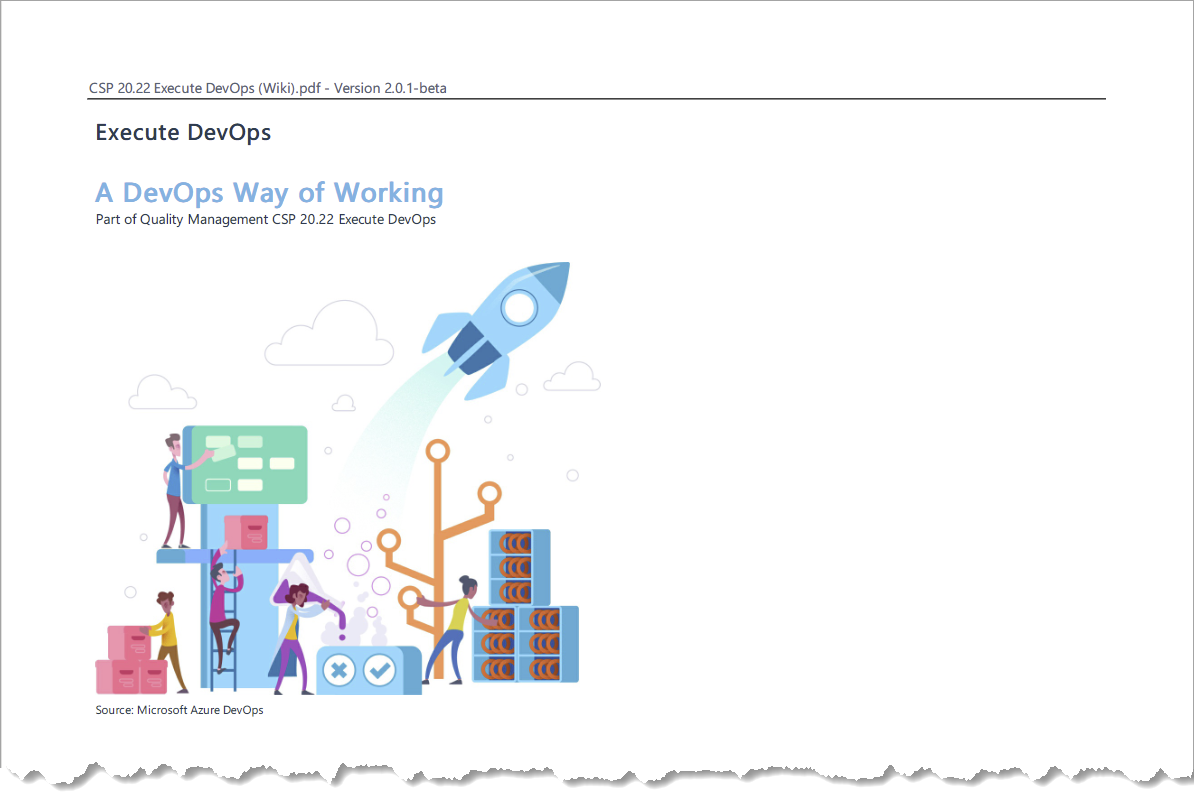 CSP 20.22 Execute DevOps (Wiki).pdf - Version 2.0.1-beta
Execute DevOps
A DevOps Way of Working
Part of Quality Management CSP 20.22 Execute DevOps
Source: Microsoft Azure DevOps